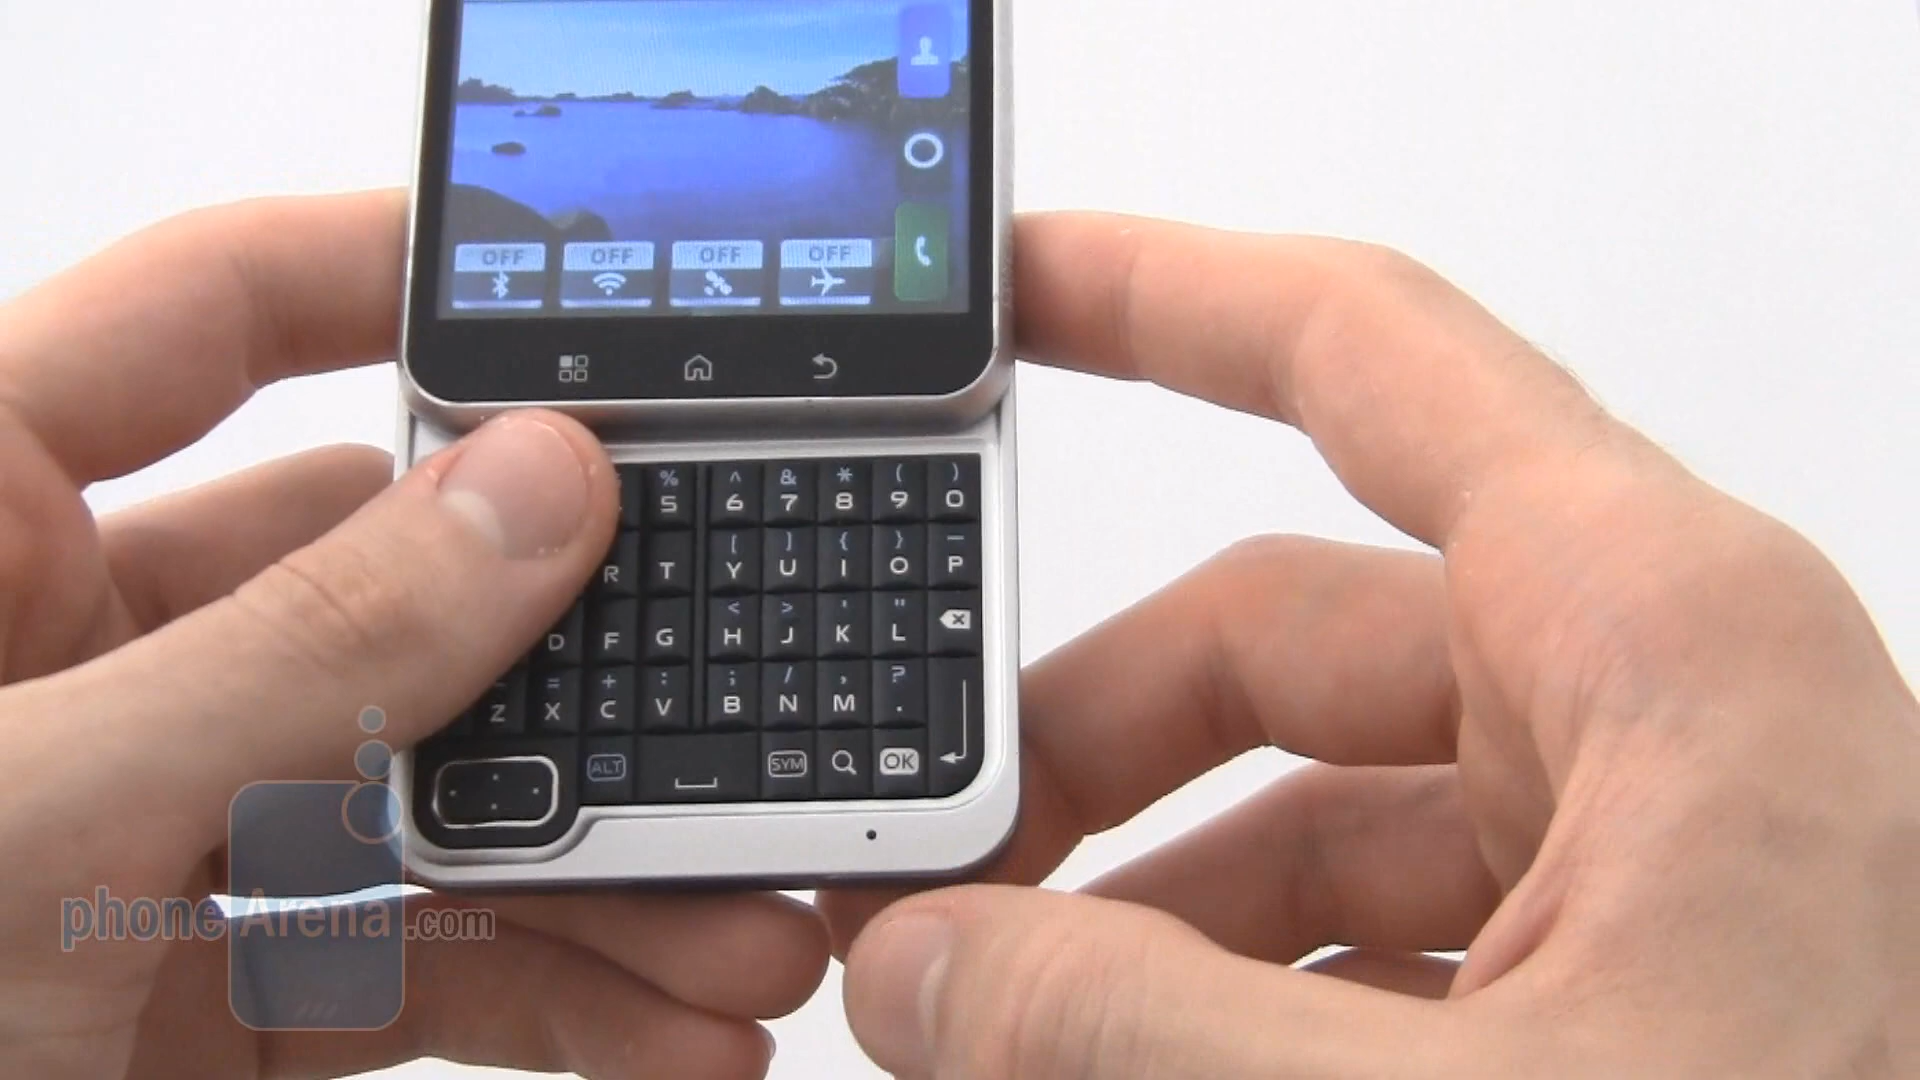 OFF OFF OFF OFF
% ^ & * ( )
5 6 7 8 9 0
[ ] { } –
R T Y U I O P
< > ' "
D F G H J K L
– = + : ; / , ?
Z X C V B N M .
ALT SYM OK
phoneArena.com